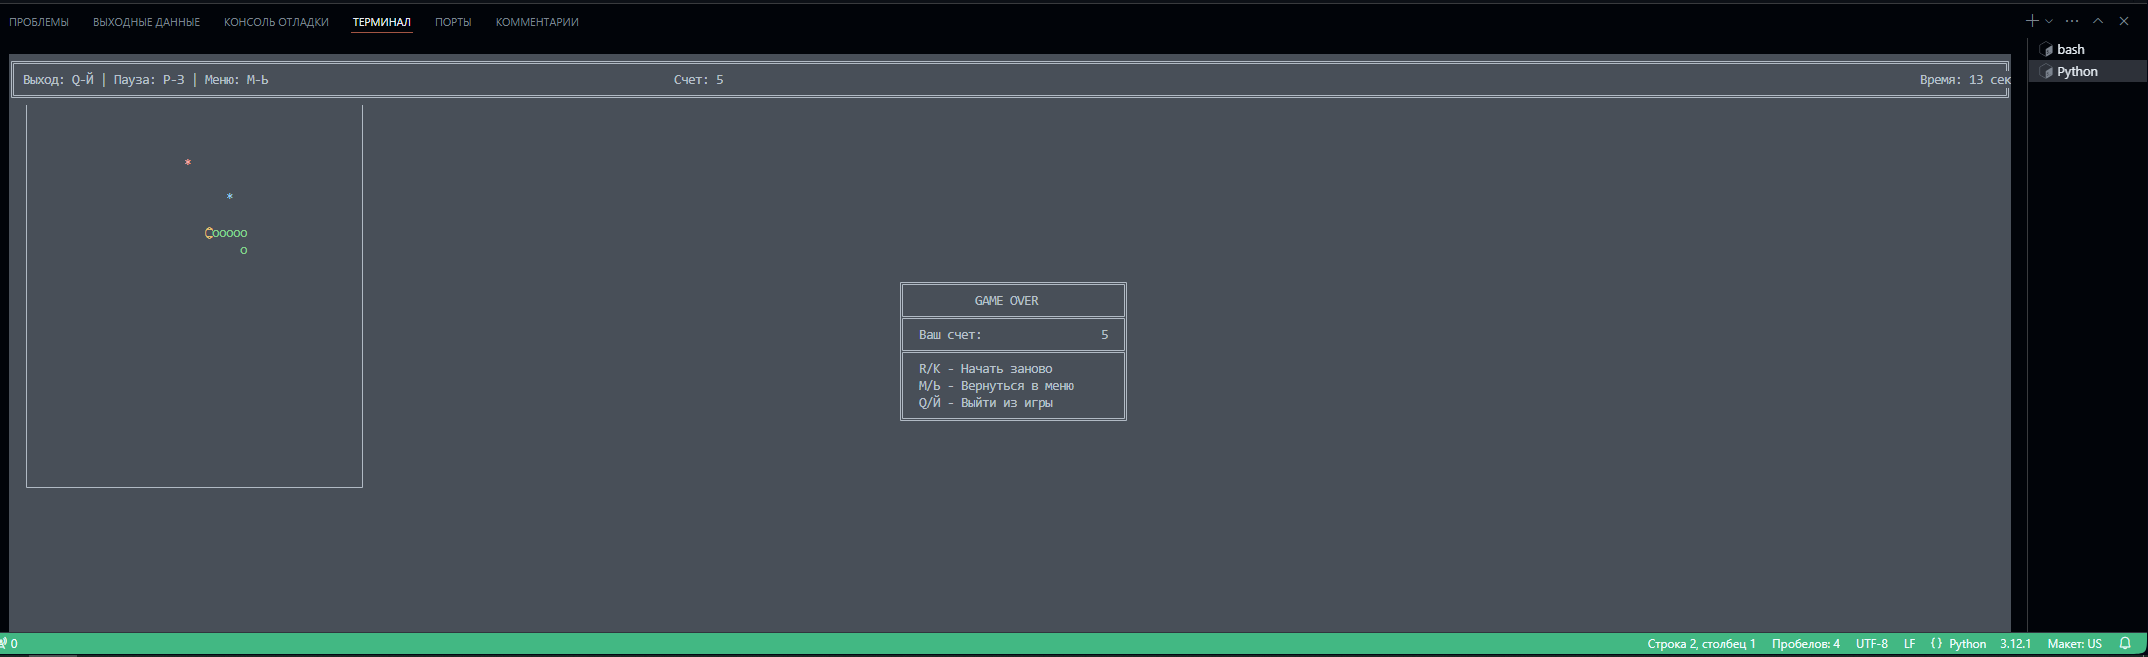 ПРОБЛЕМЫ ВЫХОДНЫЕ ДАННЫЕ КОНСОЛЬ ОТЛАДКИ ТЕРМИНАЛ ПОРТЫ КОММЕНТАРИИ
bash
Python
Выход: Q-Й | Пауза: P-З | Меню: M-Ь Счет: 5 Время: 13 сек
*
*
Cooooo
o
GAME OVER
Ваш счет: 5
R/К - Начать заново
M/Ь - Вернуться в меню
Q/Й - Выйти из игры
0 Строка 2, столбец 1 Пробелов: 4 UTF-8 LF {} Python 3.12.1 Макет: US